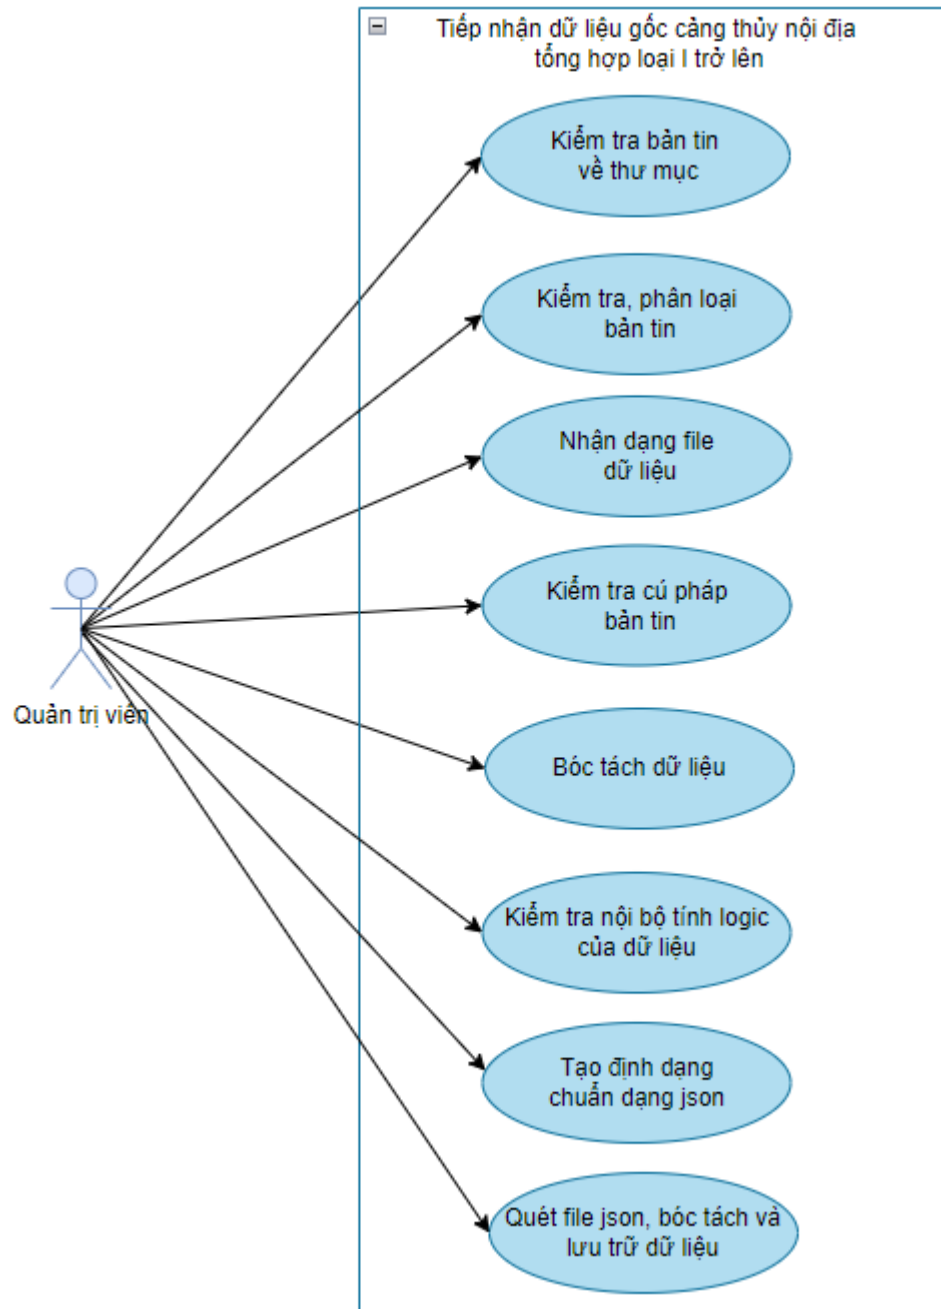 Tiếp nhận dữ liệu gốc cảng thủy nội địa
tổng hợp loại I trở lên
Kiểm tra bản tin
về thư mục
Kiểm tra, phân loại
bản tin
Nhận dạng file
dữ liệu
Kiểm tra cú pháp
bản tin
Quản trị viên
Bóc tách dữ liệu
Kiểm tra nội bộ tính logic
của dữ liệu
Tạo định dạng
chuẩn dạng json
Quét file json, bóc tách và
lưu trữ dữ liệu